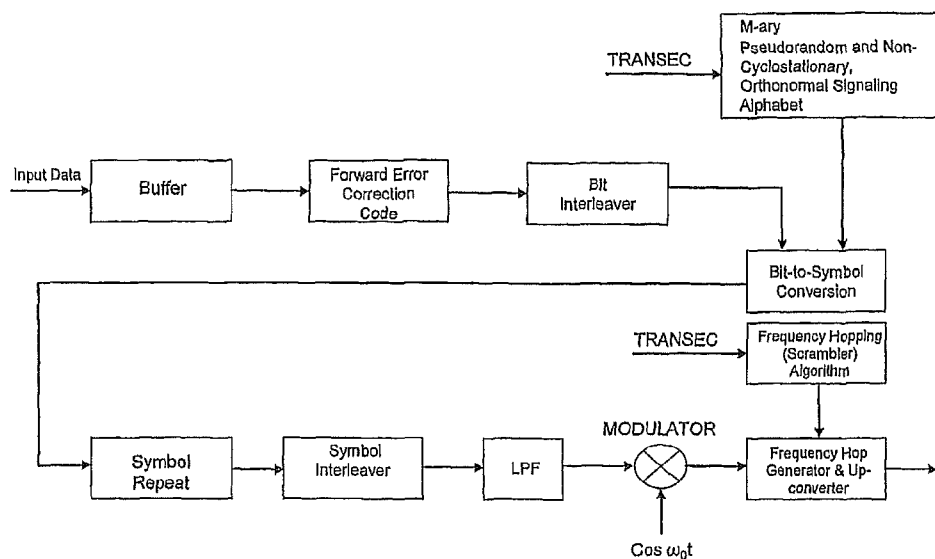 M-ary
Pseudorandom and Non-
Cyclostationary,
Orthonormal Signaling
Alphabet
TRANSEC
Input Data
Buffer
Forward Error
Correction
Code
Bit
Interleaver
Bit-to-Symbol
Conversion
TRANSEC
Frequency Hopping
(Scrambler)
Algorithm
Symbol
Repeat
Symbol
Interleaver
LPF
MODULATOR
Frequency Hop
Generator & Up-
converter
Cos ω₀t